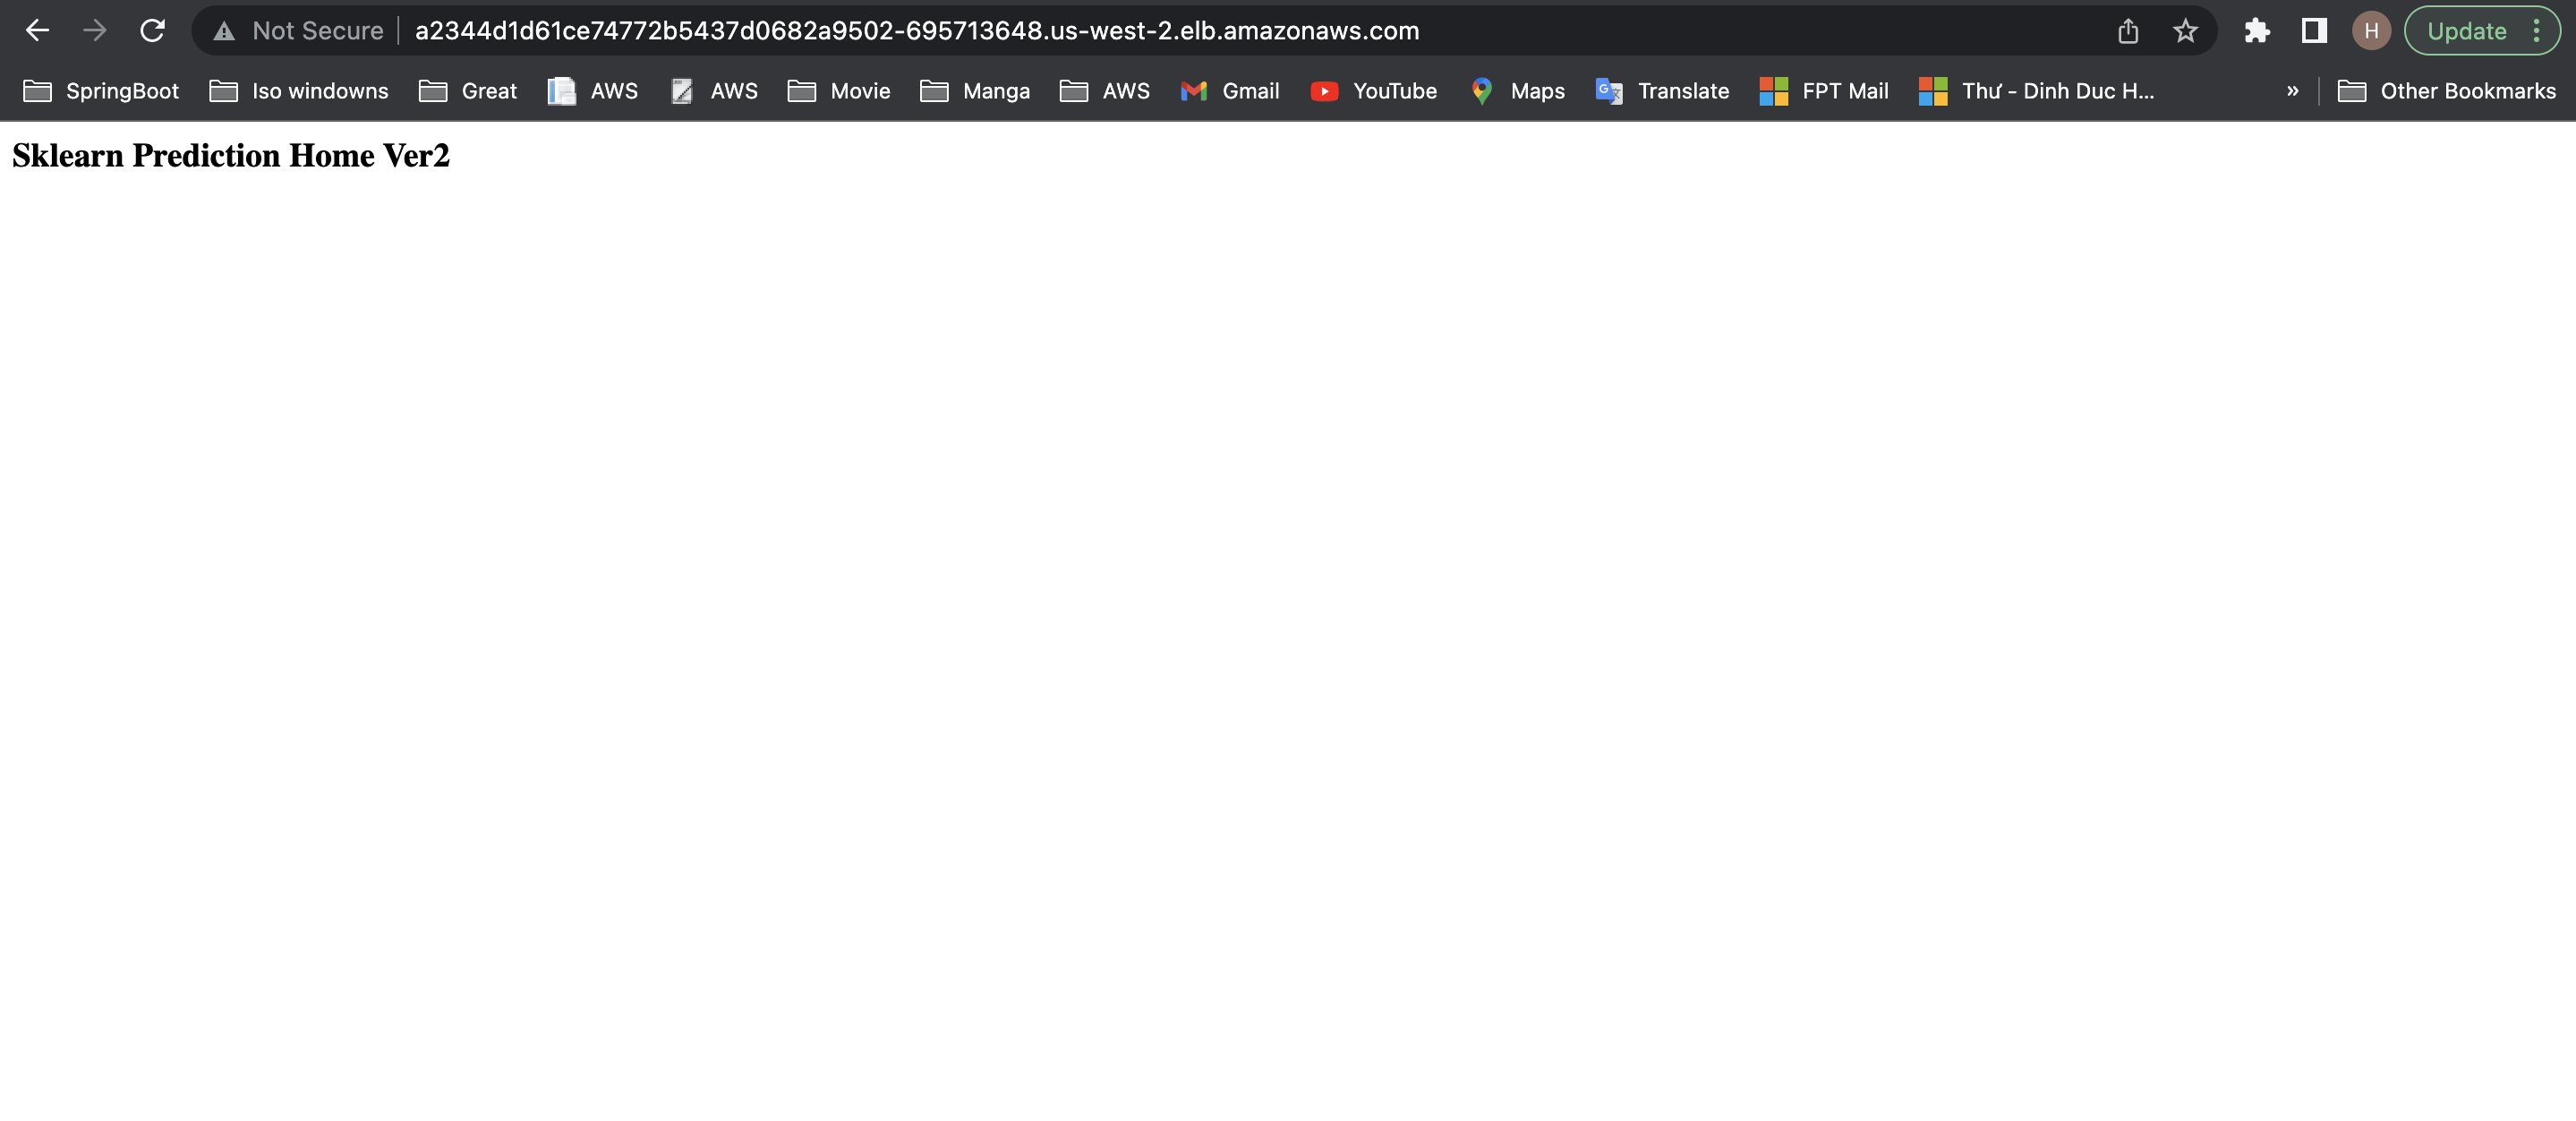 Not Secure a2344d1d61ce74772b5437d0682a9502-695713648.us-west-2.elb.amazonaws.com H Update
SpringBoot Iso windowns Great AWS AWS Movie Manga AWS Gmail YouTube Maps Translate FPT Mail Thư - Dinh Duc H... » Other Bookmarks
Sklearn Prediction Home Ver2